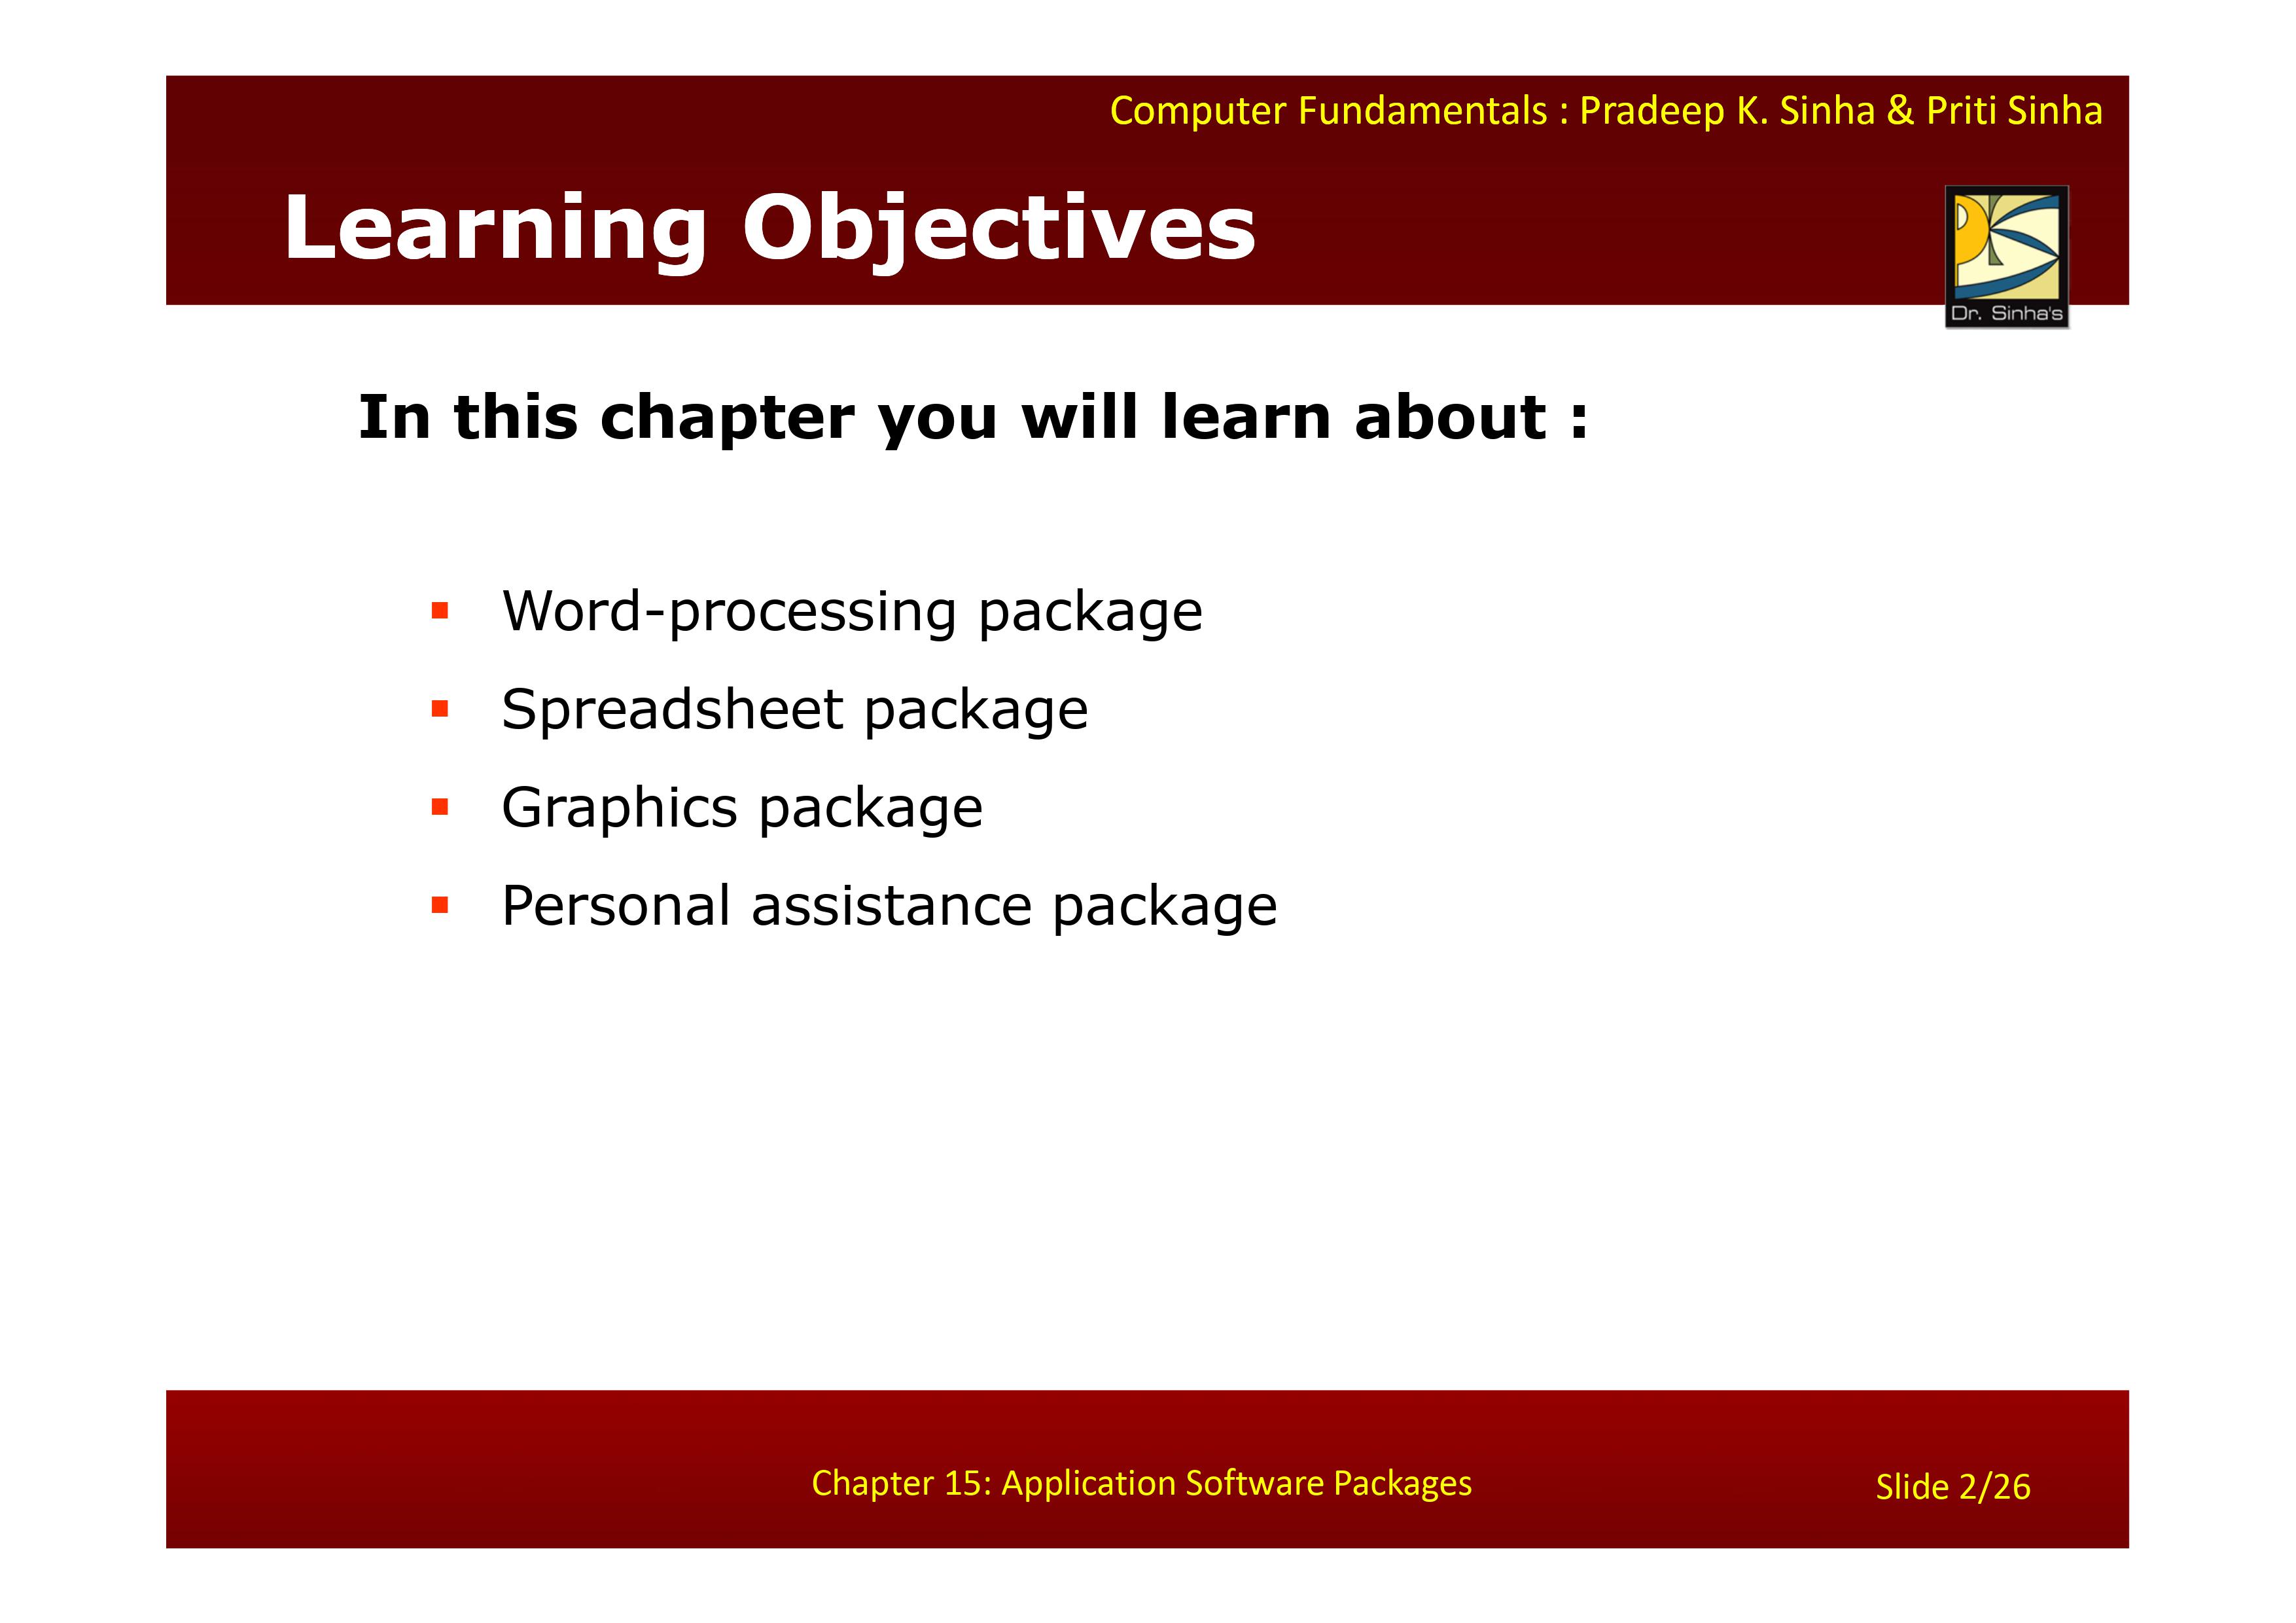 Computer Fundamentals : Pradeep K. Sinha & Priti Sinha
Learning Objectives
Dr. Sinha's
In this chapter you will learn about :
Word-processing package
Spreadsheet package
Graphics package
Personal assistance package
Chapter 15: Application Software Packages
Slide 2/26